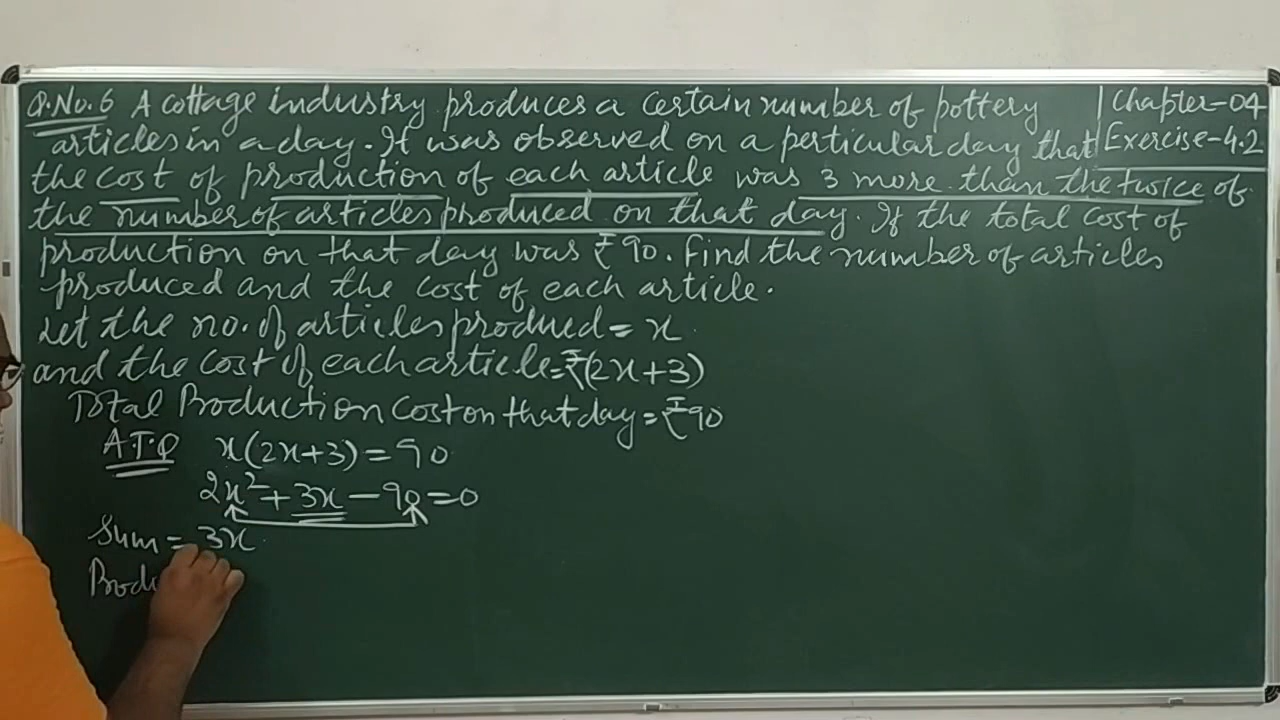 Q.No.6 A cottage industry produces a certain number of pottery
articles in a day. It was observed on a perticular day that
the cost of production of each article was 3 more than the twice of
the number of articles produced on that day. If the total cost of
production on that day was ₹90. Find the number of articles
produced and the cost of each article.
Chapter-04
Exercise-4.2
Let the no. of articles produed = x
and the cost of each article = ₹(2x+3)
Total Production Cost on that day = ₹90
A.T.Q x(2x+3) = 90
2x² + 3x - 90 = 0
Sum = 3x
Produ